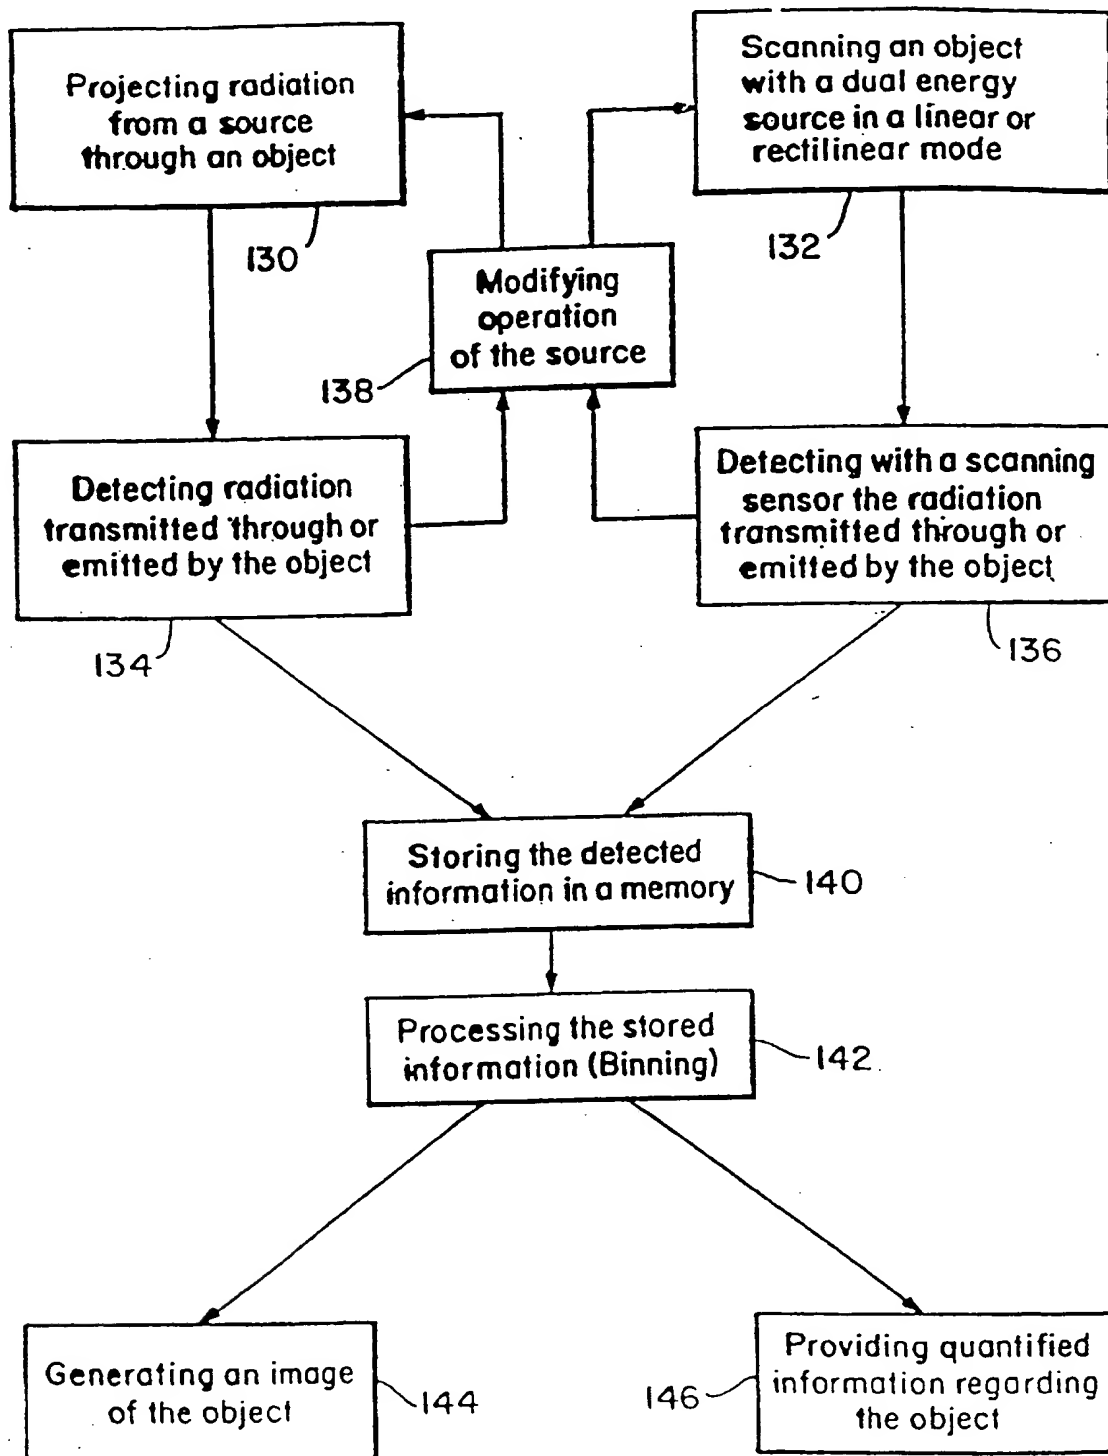 Projecting radiation
from a source
through an object
130
Scanning an object
with a dual energy
source in a linear or
rectilinear mode
132
Modifying
operation
of the source
138
Detecting radiation
transmitted through or
emitted by the object
134
Detecting with a scanning
sensor the radiation
transmitted through or
emitted by the object
136
Storing the detected
information in a memory
140
Processing the stored
information (Binning)
142
Generating an image
of the object
144
Providing quantified
information regarding
the object
146